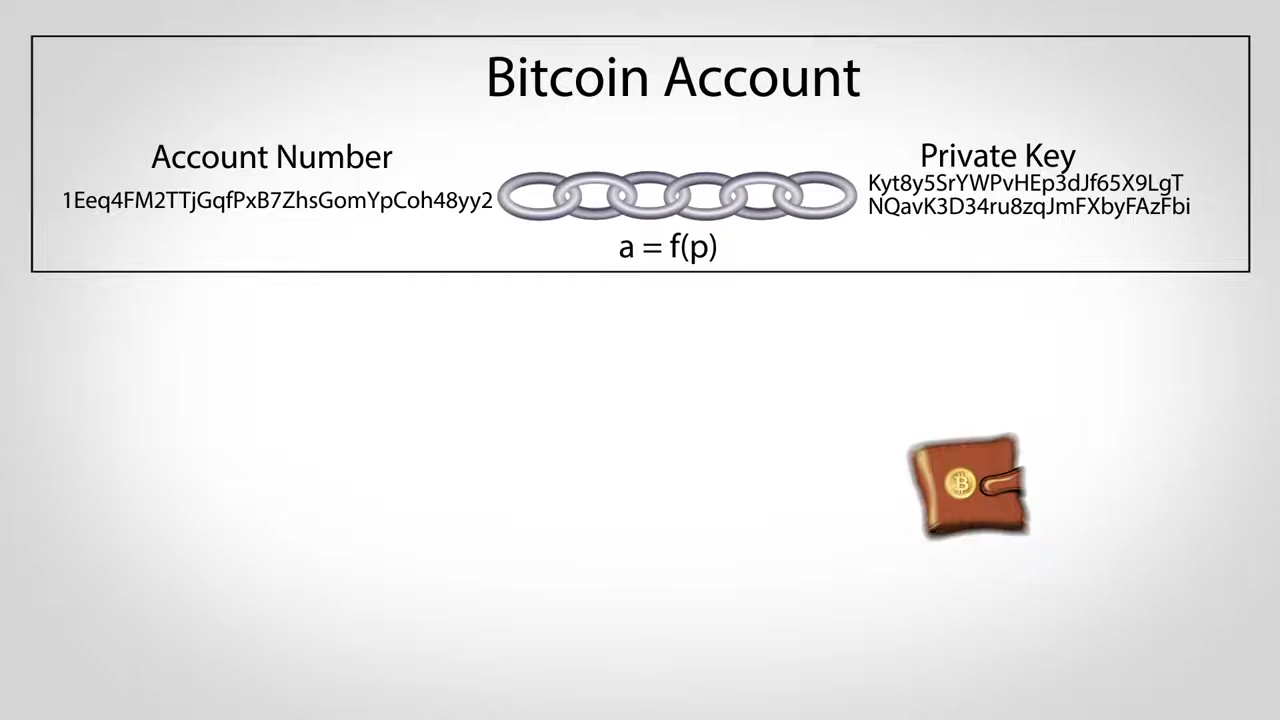 Bitcoin Account
Account Number
Private Key
1Eeq4FM2TTjGqfPxB7ZhsGomYpCoh48yy2
Kyt8y5SrYWPvHEp3dJf65X9LgT
NQavK3D34ru8zqJmFXbyFAzFbi
a = f(p)